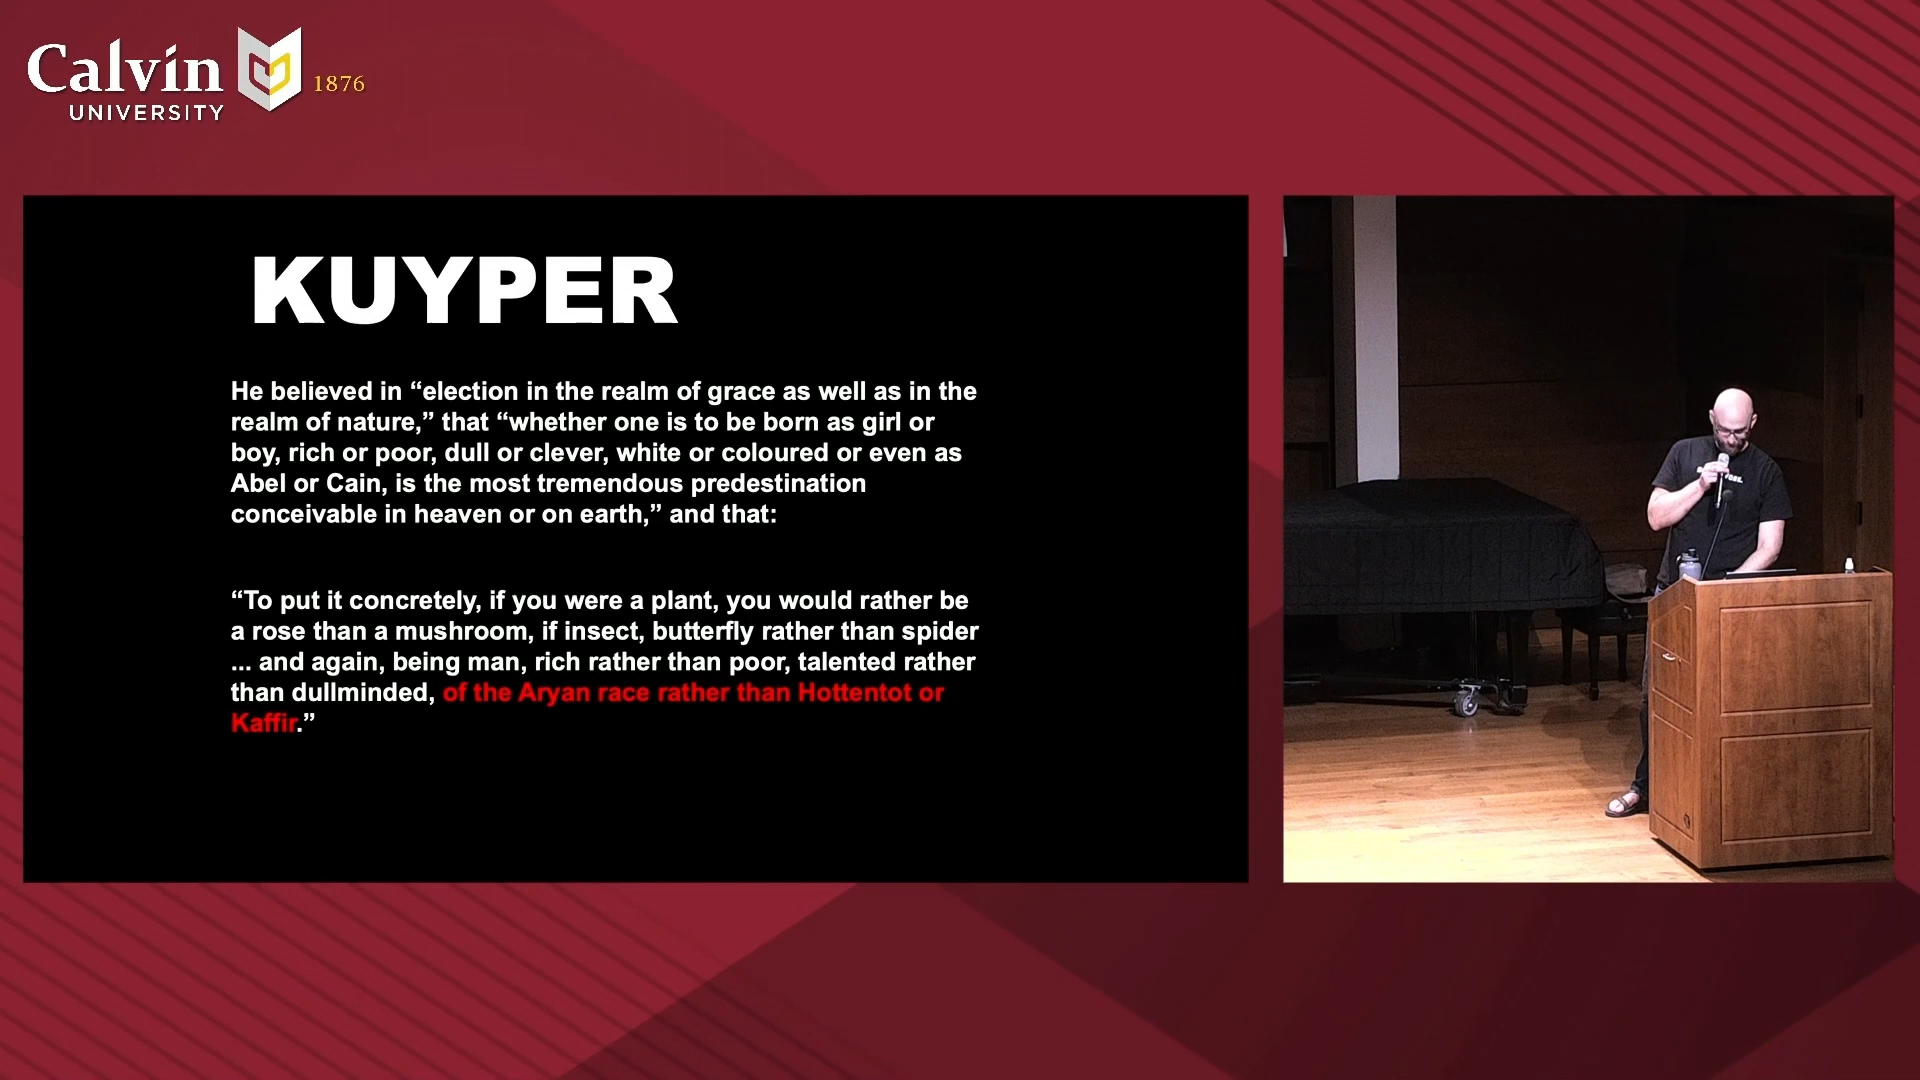 Calvin
UNIVERSITY
1876
KUYPER
He believed in “election in the realm of grace as well as in the
realm of nature,” that “whether one is to be born as girl or
boy, rich or poor, dull or clever, white or coloured or even as
Abel or Cain, is the most tremendous predestination
conceivable in heaven or on earth,” and that:
“To put it concretely, if you were a plant, you would rather be
a rose than a mushroom, if insect, butterfly rather than spider
... and again, being man, rich rather than poor, talented rather
than dullminded, of the Aryan race rather than Hottentot or
Kaffir.”